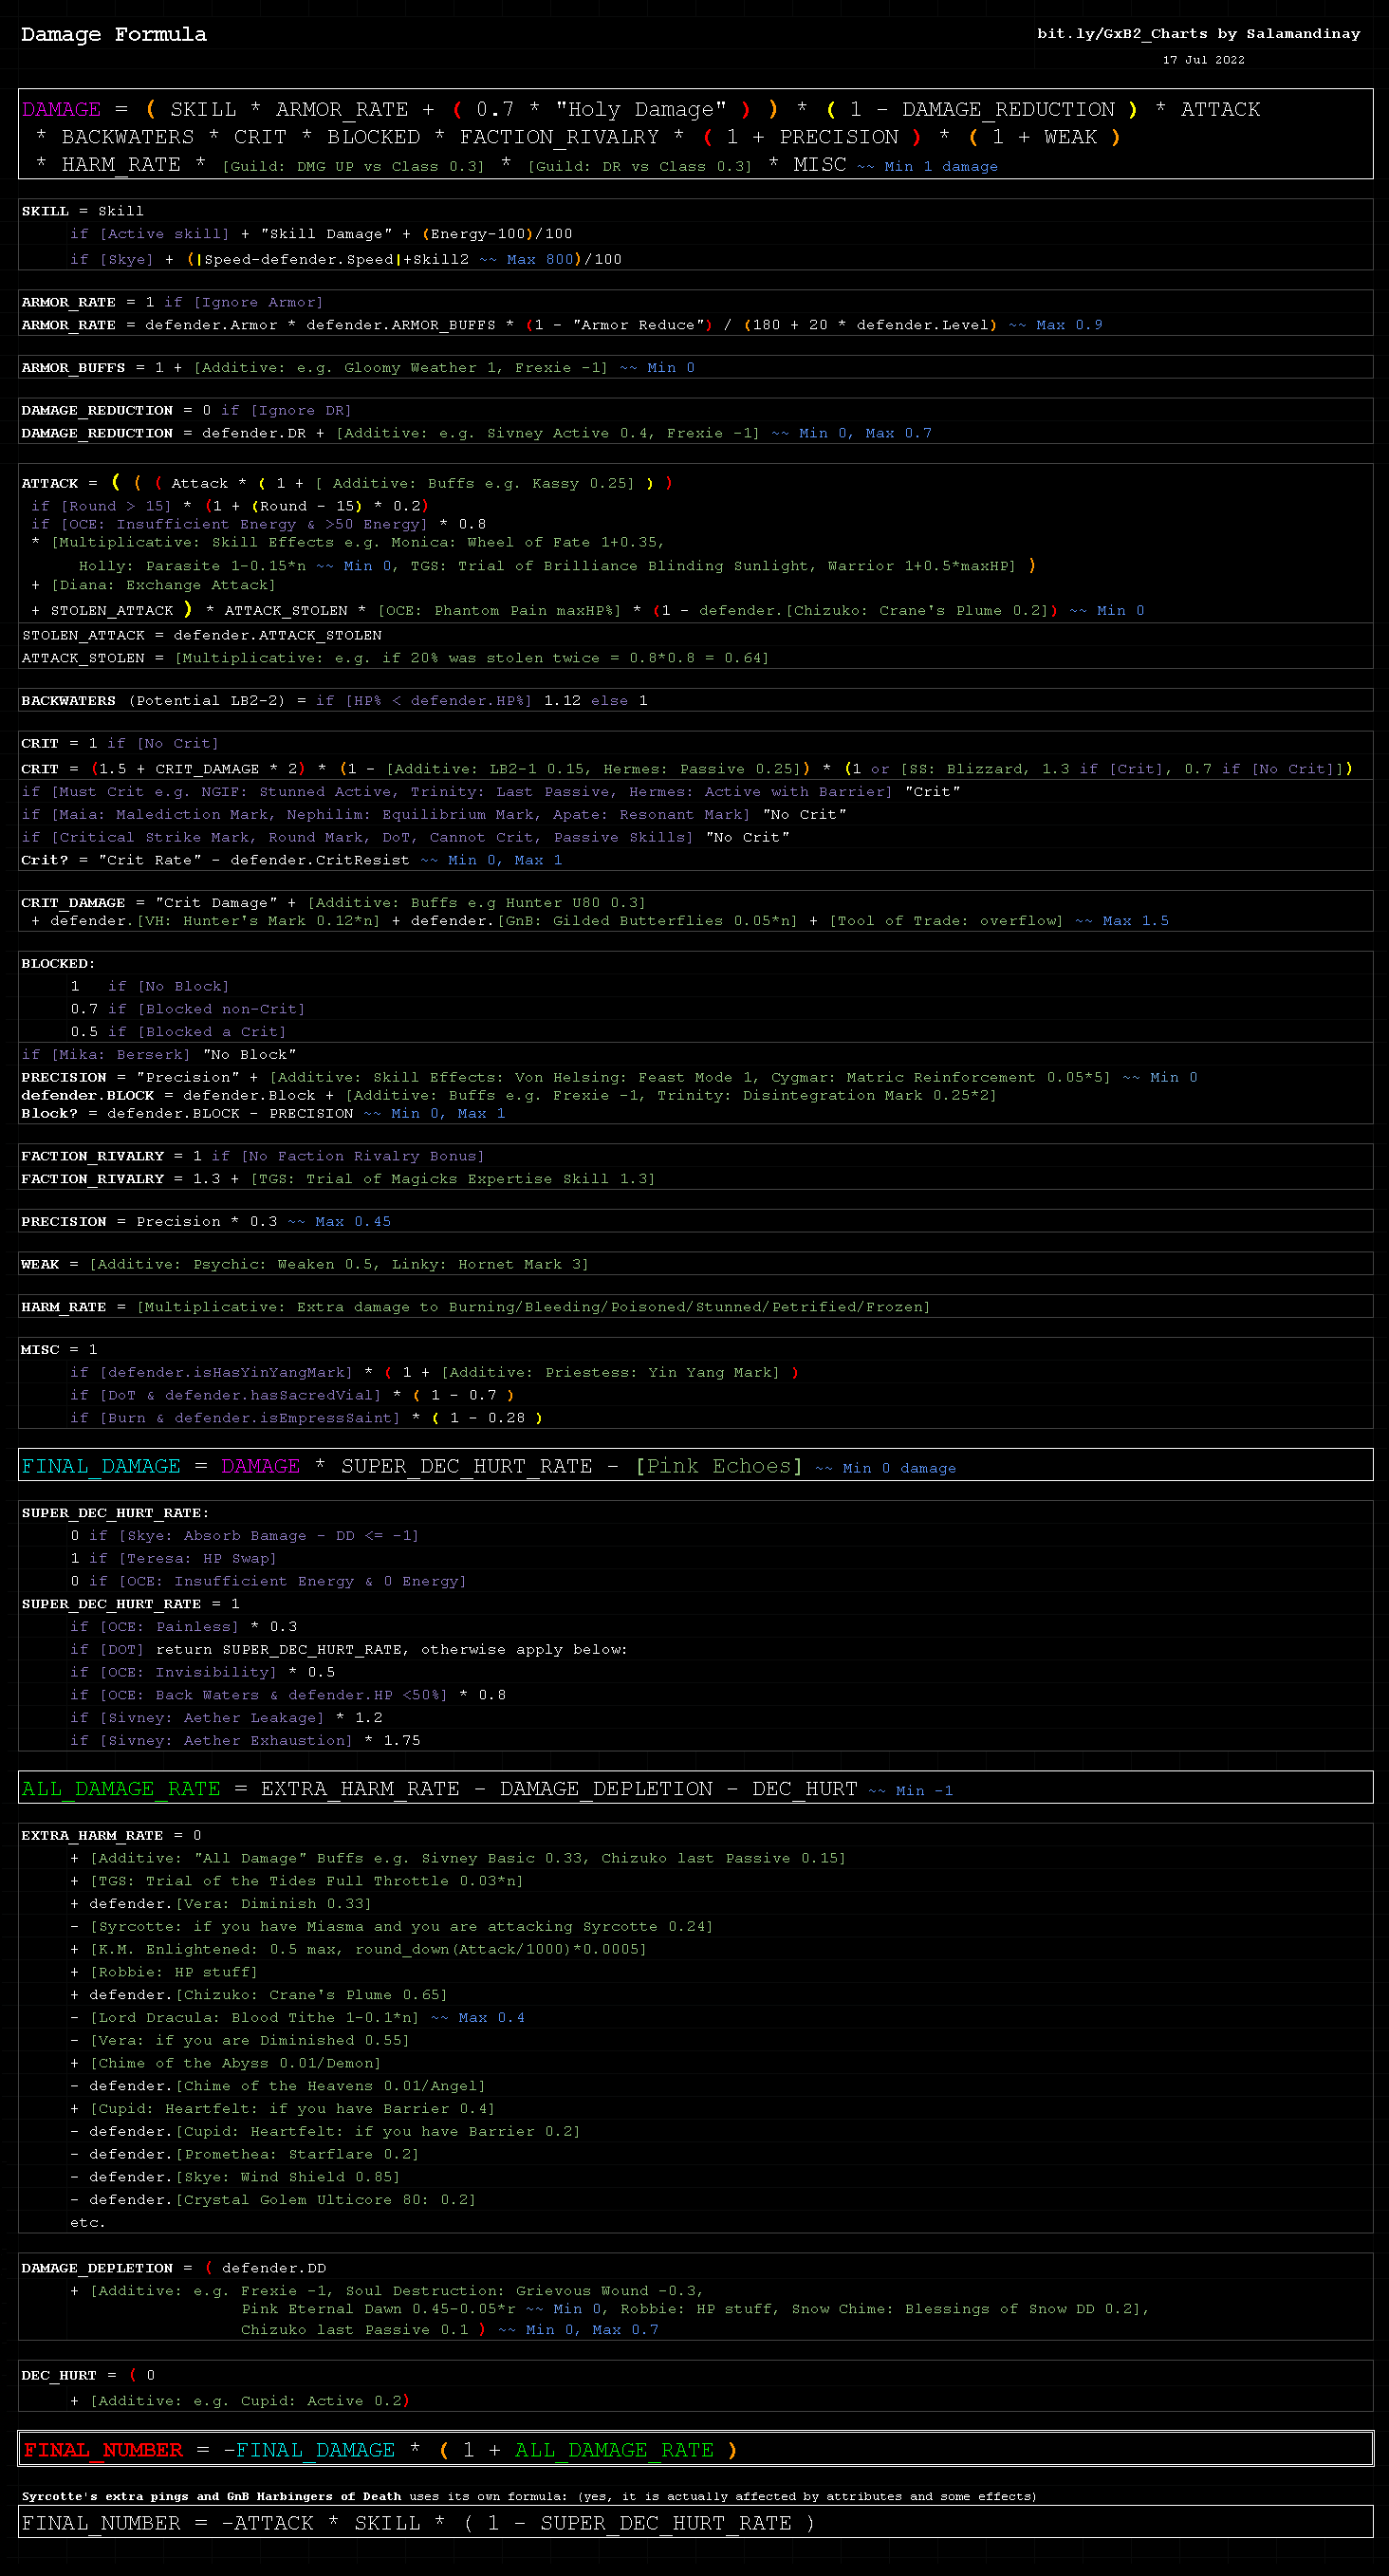 Damage Formula
bit.ly/GxB2_Charts by Salamandinay
17 Jul 2022
DAMAGE = ( SKILL * ARMOR_RATE + ( 0.7 * "Holy Damage" ) ) * ( 1 - DAMAGE_REDUCTION ) * ATTACK
* BACKWATERS * CRIT * BLOCKED * FACTION_RIVALRY * ( 1 + PRECISION ) * ( 1 + WEAK )
* HARM_RATE * [Guild: DMG UP vs Class 0.3] * [Guild: DR vs Class 0.3] * MISC ~~ Min 1 damage
SKILL = Skill
if [Active skill] + "Skill Damage" + (Energy-100)/100
if [Skye] + (|Speed-defender.Speed|+Skill2 ~~ Max 800)/100
ARMOR_RATE = 1 if [Ignore Armor]
ARMOR_RATE = defender.Armor * defender.ARMOR_BUFFS * (1 - "Armor Reduce") / (180 + 20 * defender.Level) ~~ Max 0.9
ARMOR_BUFFS = 1 + [Additive: e.g. Gloomy Weather 1, Frexie -1] ~~ Min 0
DAMAGE_REDUCTION = 0 if [Ignore DR]
DAMAGE_REDUCTION = defender.DR + [Additive: e.g. Sivney Active 0.4, Frexie -1] ~~ Min 0, Max 0.7
ATTACK = ( ( ( Attack * ( 1 + [ Additive: Buffs e.g. Kassy 0.25] ) )
if [Round > 15] * (1 + (Round - 15) * 0.2)
if [OCE: Insufficient Energy & >50 Energy] * 0.8
* [Multiplicative: Skill Effects e.g. Monica: Wheel of Fate 1+0.35,
Holly: Parasite 1-0.15*n ~~ Min 0, TGS: Trial of Brilliance Blinding Sunlight, Warrior 1+0.5*maxHP] )
+ [Diana: Exchange Attack]
+ STOLEN_ATTACK ) * ATTACK_STOLEN * [OCE: Phantom Pain maxHP%] * (1 - defender.[Chizuko: Crane's Plume 0.2]) ~~ Min 0
STOLEN_ATTACK = defender.ATTACK_STOLEN
ATTACK_STOLEN = [Multiplicative: e.g. if 20% was stolen twice = 0.8*0.8 = 0.64]
BACKWATERS (Potential LB2-2) = if [HP% < defender.HP%] 1.12 else 1
CRIT = 1 if [No Crit]
CRIT = (1.5 + CRIT_DAMAGE * 2) * (1 - [Additive: LB2-1 0.15, Hermes: Passive 0.25]) * (1 or [SS: Blizzard, 1.3 if [Crit], 0.7 if [No Crit]])
if [Must Crit e.g. NGIF: Stunned Active, Trinity: Last Passive, Hermes: Active with Barrier] "Crit"
if [Maia: Malediction Mark, Nephilim: Equilibrium Mark, Apate: Resonant Mark] "No Crit"
if [Critical Strike Mark, Round Mark, DoT, Cannot Crit, Passive Skills] "No Crit"
Crit? = "Crit Rate" - defender.CritResist ~~ Min 0, Max 1
CRIT_DAMAGE = "Crit Damage" + [Additive: Buffs e.g Hunter U80 0.3]
+ defender.[VH: Hunter's Mark 0.12*n] + defender.[GnB: Gilded Butterflies 0.05*n] + [Tool of Trade: overflow] ~~ Max 1.5
BLOCKED:
1 if [No Block]
0.7 if [Blocked non-Crit]
0.5 if [Blocked a Crit]
if [Mika: Berserk] "No Block"
PRECISION = "Precision" + [Additive: Skill Effects: Von Helsing: Feast Mode 1, Cygmar: Matric Reinforcement 0.05*5] ~~ Min 0
defender.BLOCK = defender.Block + [Additive: Buffs e.g. Frexie -1, Trinity: Disintegration Mark 0.25*2]
Block? = defender.BLOCK - PRECISION ~~ Min 0, Max 1
FACTION_RIVALRY = 1 if [No Faction Rivalry Bonus]
FACTION_RIVALRY = 1.3 + [TGS: Trial of Magicks Expertise Skill 1.3]
PRECISION = Precision * 0.3 ~~ Max 0.45
WEAK = [Additive: Psychic: Weaken 0.5, Linky: Hornet Mark 3]
HARM_RATE = [Multiplicative: Extra damage to Burning/Bleeding/Poisoned/Stunned/Petrified/Frozen]
MISC = 1
if [defender.isHasYinYangMark] * ( 1 + [Additive: Priestess: Yin Yang Mark] )
if [DoT & defender.hasSacredVial] * ( 1 - 0.7 )
if [Burn & defender.isEmpressSaint] * ( 1 - 0.28 )
FINAL_DAMAGE = DAMAGE * SUPER_DEC_HURT_RATE - [Pink Echoes] ~~ Min 0 damage
SUPER_DEC_HURT_RATE:
0 if [Skye: Absorb Bamage - DD <= -1]
1 if [Teresa: HP Swap]
0 if [OCE: Insufficient Energy & 0 Energy]
SUPER_DEC_HURT_RATE = 1
if [OCE: Painless] * 0.3
if [DOT] return SUPER_DEC_HURT_RATE, otherwise apply below:
if [OCE: Invisibility] * 0.5
if [OCE: Back Waters & defender.HP <50%] * 0.8
if [Sivney: Aether Leakage] * 1.2
if [Sivney: Aether Exhaustion] * 1.75
ALL_DAMAGE_RATE = EXTRA_HARM_RATE - DAMAGE_DEPLETION - DEC_HURT ~~ Min -1
EXTRA_HARM_RATE = 0
+ [Additive: "All Damage" Buffs e.g. Sivney Basic 0.33, Chizuko last Passive 0.15]
+ [TGS: Trial of the Tides Full Throttle 0.03*n]
+ defender.[Vera: Diminish 0.33]
- [Syrcotte: if you have Miasma and you are attacking Syrcotte 0.24]
+ [K.M. Enlightened: 0.5 max, round_down(Attack/1000)*0.0005]
+ [Robbie: HP stuff]
+ defender.[Chizuko: Crane's Plume 0.65]
- [Lord Dracula: Blood Tithe 1-0.1*n] ~~ Max 0.4
- [Vera: if you are Diminished 0.55]
+ [Chime of the Abyss 0.01/Demon]
- defender.[Chime of the Heavens 0.01/Angel]
+ [Cupid: Heartfelt: if you have Barrier 0.4]
- defender.[Cupid: Heartfelt: if you have Barrier 0.2]
- defender.[Promethea: Starflare 0.2]
- defender.[Skye: Wind Shield 0.85]
- defender.[Crystal Golem Ulticore 80: 0.2]
etc.
DAMAGE_DEPLETION = ( defender.DD
+ [Additive: e.g. Frexie -1, Soul Destruction: Grievous Wound -0.3,
Pink Eternal Dawn 0.45-0.05*r ~~ Min 0, Robbie: HP stuff, Snow Chime: Blessings of Snow DD 0.2],
Chizuko last Passive 0.1 ) ~~ Min 0, Max 0.7
DEC_HURT = ( 0
+ [Additive: e.g. Cupid: Active 0.2)
FINAL_NUMBER = -FINAL_DAMAGE * ( 1 + ALL_DAMAGE_RATE )
Syrcotte's extra pings and GnB Harbingers of Death uses its own formula: (yes, it is actually affected by attributes and some effects)
FINAL_NUMBER = -ATTACK * SKILL * ( 1 - SUPER_DEC_HURT_RATE )